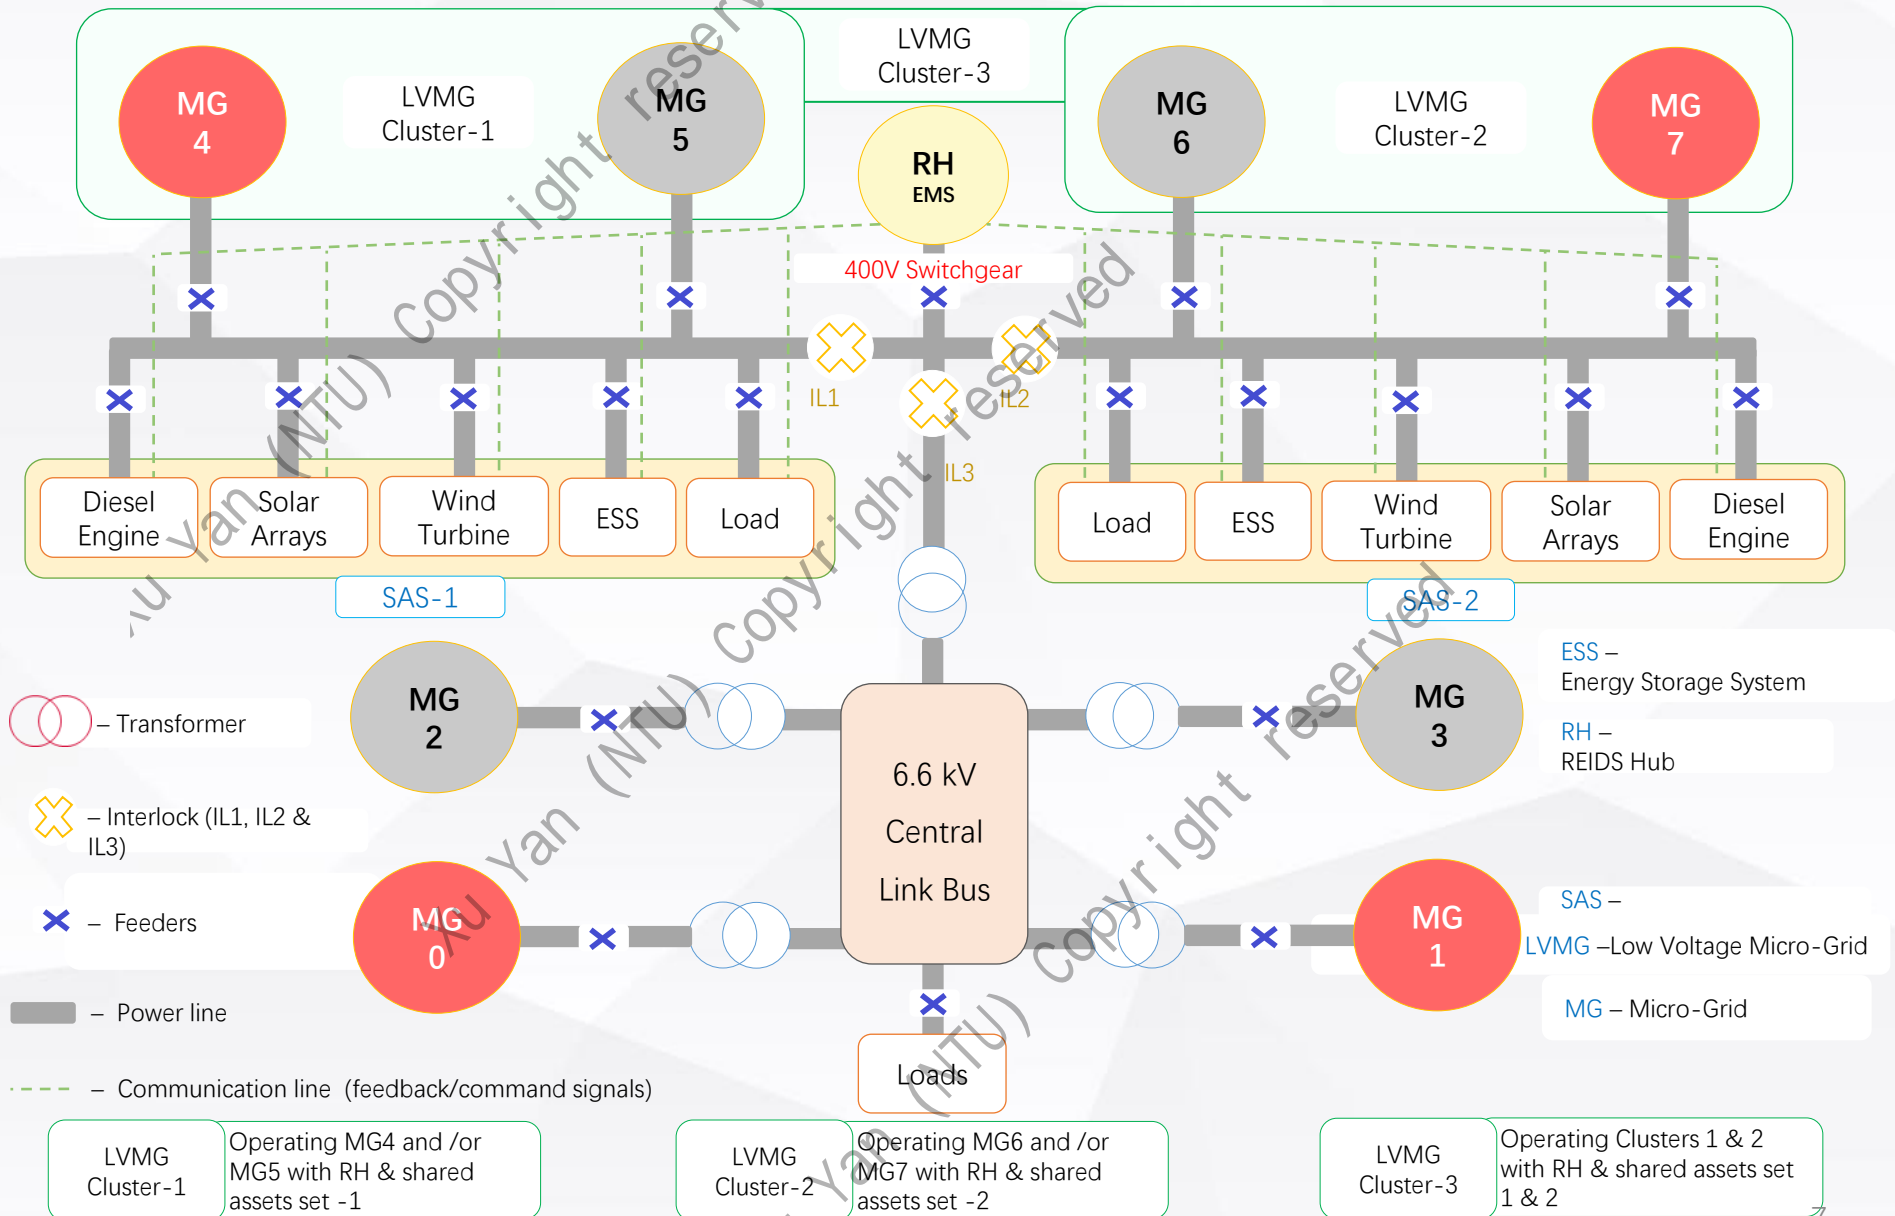 LVMG
Cluster-3
MG
4
LVMG
Cluster-1
MG
5
MG
6
LVMG
Cluster-2
MG
7
RH
EMS
400V Switchgear
IL1
IL2
IL3
Diesel
Engine
Solar
Arrays
Wind
Turbine
ESS
Load
Load
ESS
Wind
Turbine
Solar
Arrays
Diesel
Engine
SAS-1
SAS-2
MG
2
MG
3
ESS –
Energy Storage System
RH –
REIDS Hub
– Transformer
6.6 kV
Central
Link Bus
– Interlock (IL1, IL2 &
IL3)
– Feeders
MG
0
MG
1
SAS –
LVMG –Low Voltage Micro-Grid
MG – Micro-Grid
– Power line
Loads
– Communication line (feedback/command signals)
LVMG
Cluster-1
Operating MG4 and /or
MG5 with RH & shared
assets set -1
LVMG
Cluster-2
Operating MG6 and /or
MG7 with RH & shared
assets set -2
LVMG
Cluster-3
Operating Clusters 1 & 2
with RH & shared assets set
1 & 2
7
Xu Yan (NTU) Copyright reserv
Xu Yan (NTU) Copyright reserved
Yan (NTU) Copyright reserved